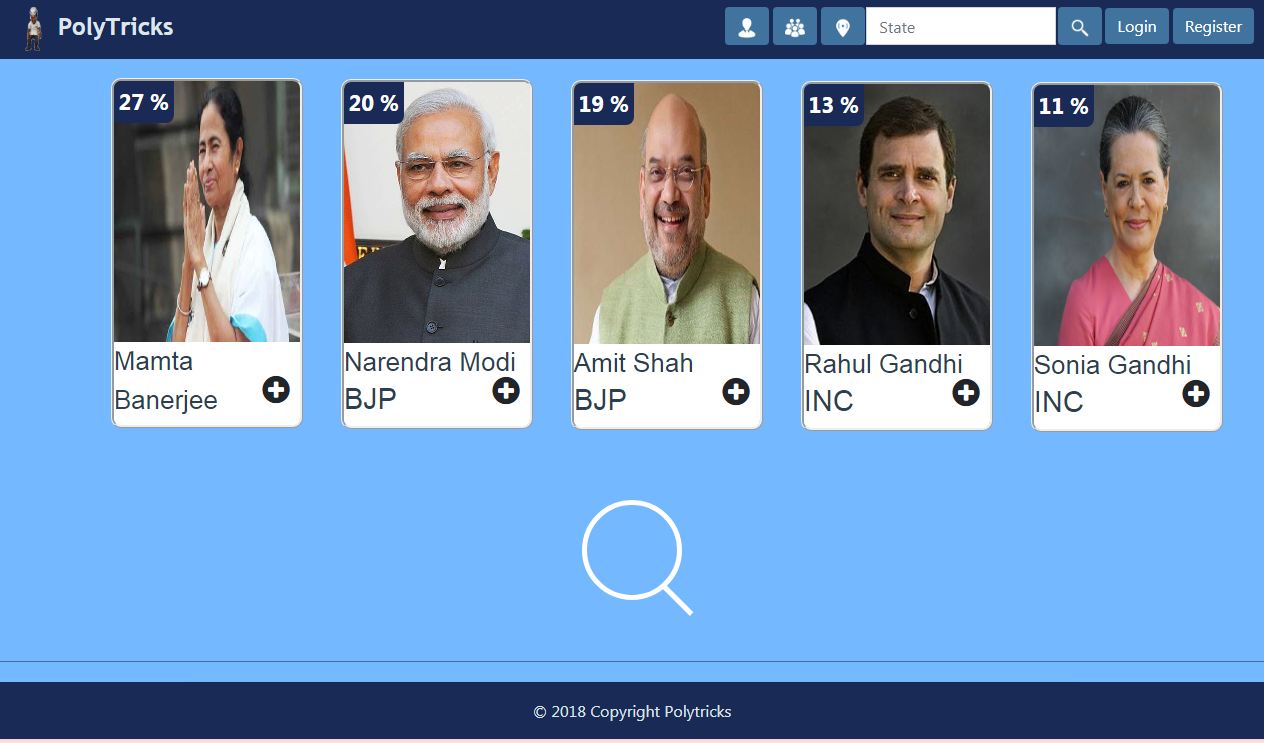 PolyTricks
State
Login
Register
27 %
20 %
19 %
13 %
11 %
Mamta
Banerjee
Narendra Modi
BJP
Amit Shah
BJP
Rahul Gandhi
INC
Sonia Gandhi
INC
© 2018 Copyright Polytricks